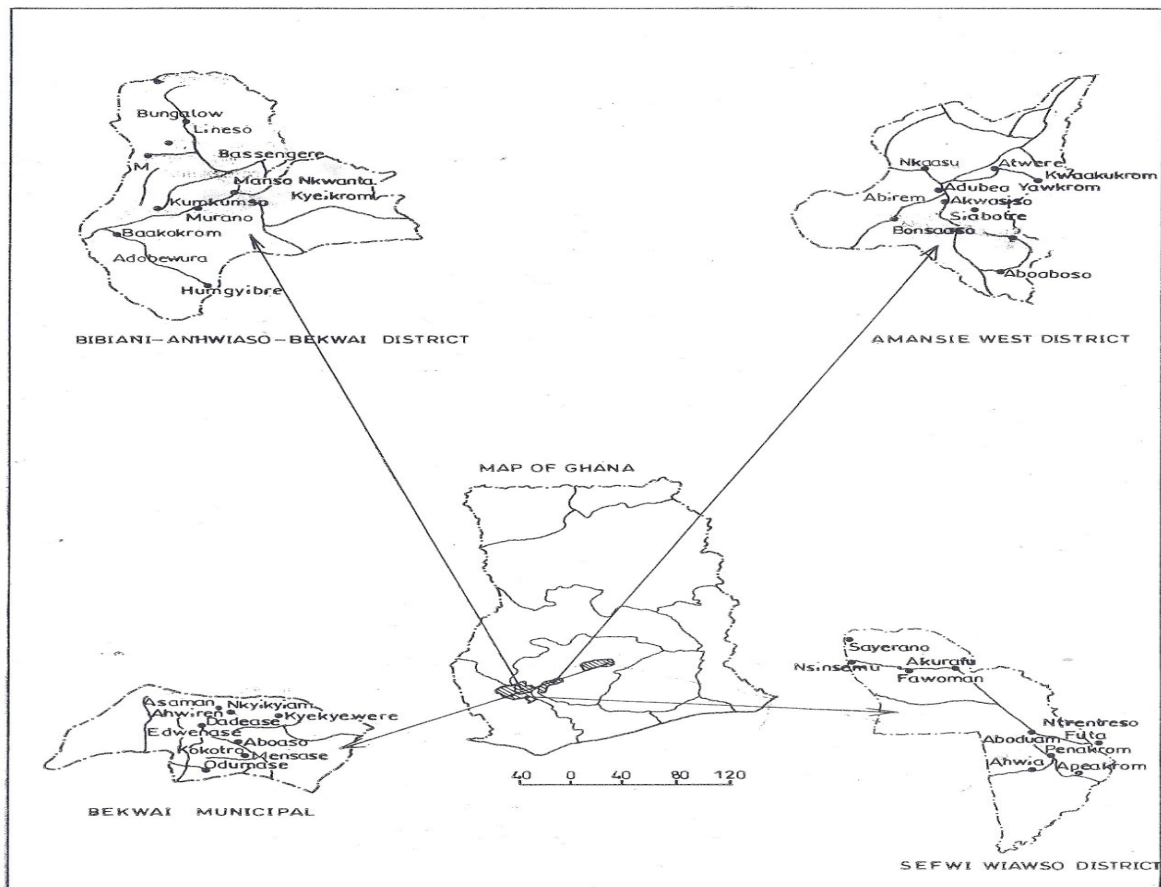 Bungalow
Lineso
Bassengere
M
Manso Nkwanta
Kyeikrom
Kumkumso
Murano
Baakokrom
Adobewura
Humgyibre
BIBIANI-ANHWIASO-BEKWAI DISTRICT
Nkaasu
Atwere
Kwaakukrom
Adubea Yawkrom
Abirem
Akwasiso
Siabotre
Bonsaaso
Aboaboso
AMANSIE WEST DISTRICT
MAP OF GHANA
40 0 40 80 120
Asaman
Nkyikyiam
Ahwiren
Kyekyewere
Dadease
Edwenase
Aboaso
Kokotro
Mensase
Odumase
BEKWAI MUNICIPAL
Sayerano
Nsinsemu
Akurafu
Fawoman
Ntrentreso
Futa
Aboduam
Penakrom
Ahwia
Apeakrom
SEFWI WIAWSO DISTRICT